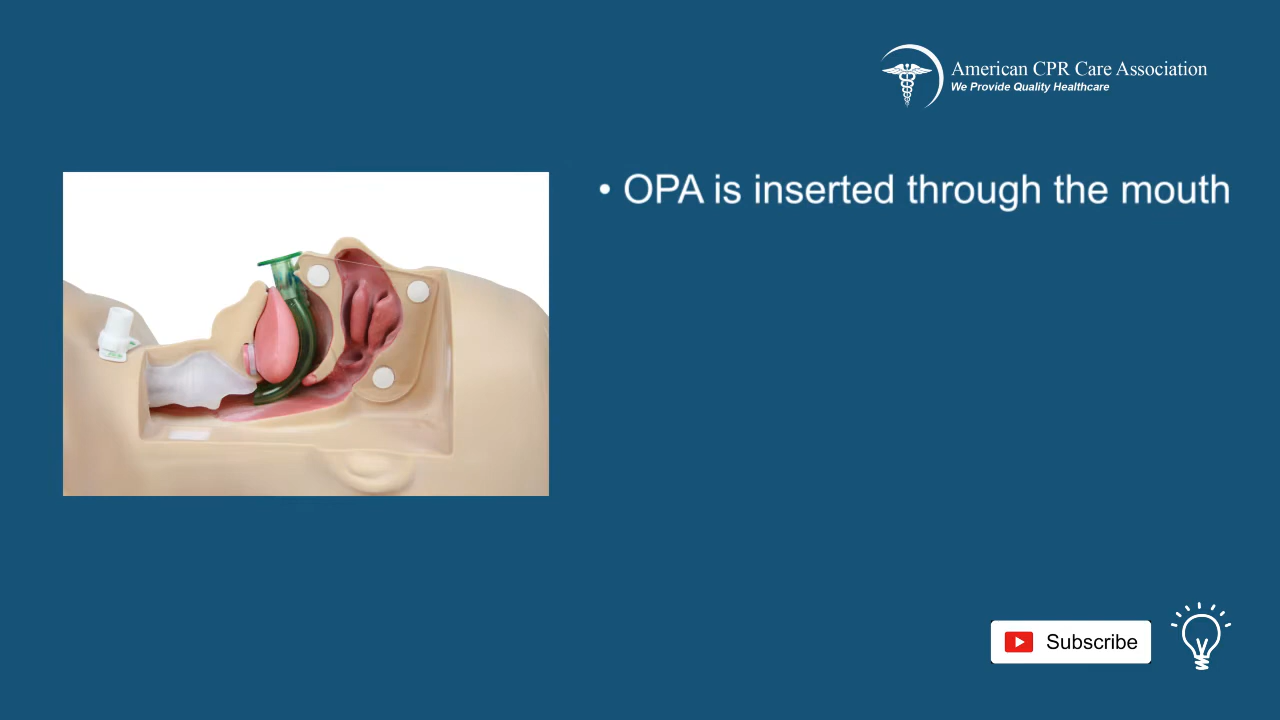 American CPR Care Association
We Provide Quality Healthcare
• OPA is inserted through the mouth
Subscribe